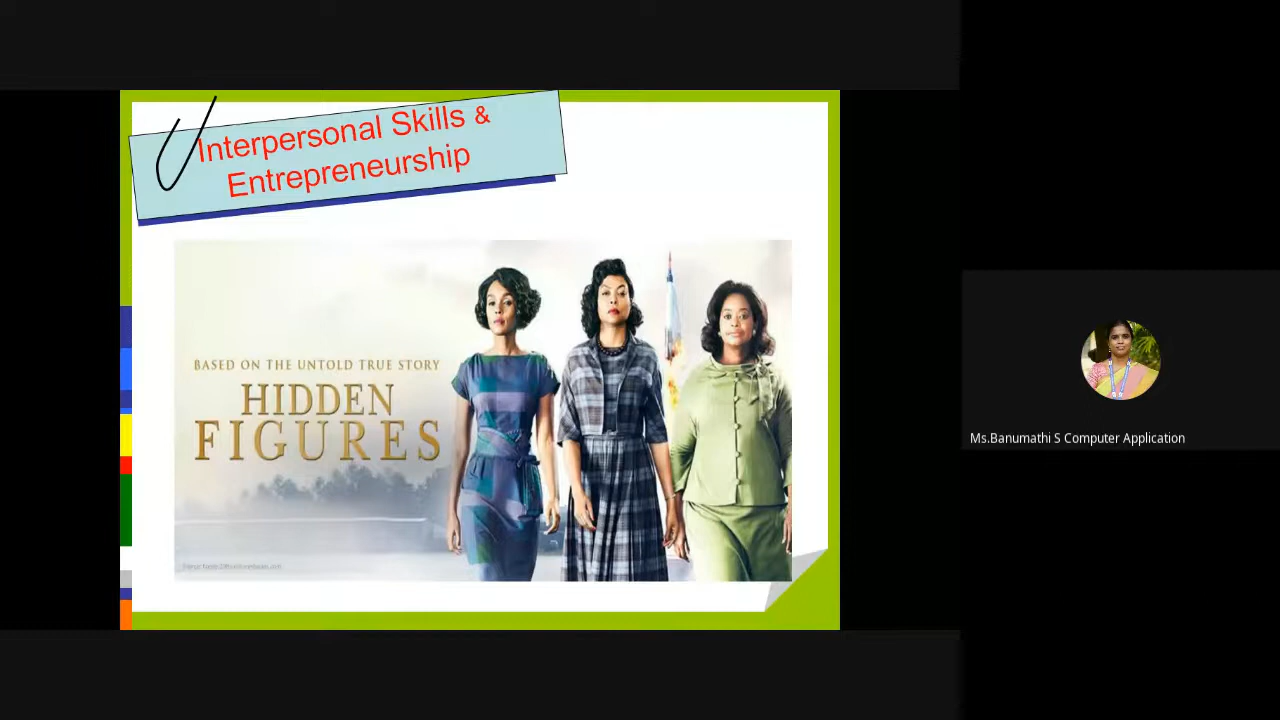 Interpersonal Skills &
Entrepreneurship
BASED ON THE UNTOLD TRUE STORY
HIDDEN
FIGURES
Ms.Banumathi S Computer Application